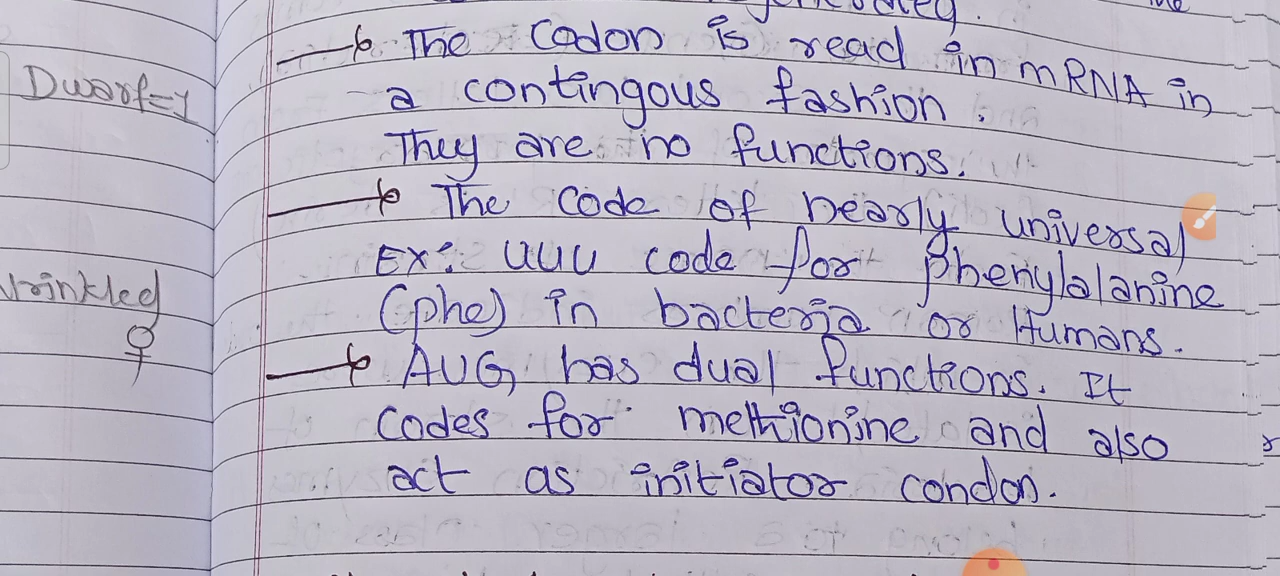 The codon is read in mRNA in
a contingous fashion.
They are no functions.
The code of nearly universal
Ex: UUU code for phenylalanine
(phe) in bacteria or Humans.
AUG has dual functions. It
codes for methionine and also
act as initiator condon.
Dwarf=1
wrinkled
♀